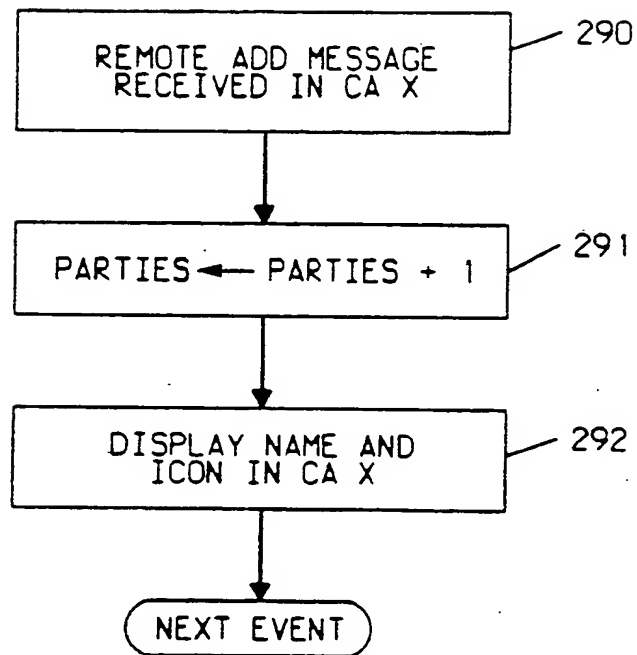 REMOTE ADD MESSAGE
RECEIVED IN CA X
290
PARTIES ← PARTIES + 1
291
DISPLAY NAME AND
ICON IN CA X
292
NEXT EVENT